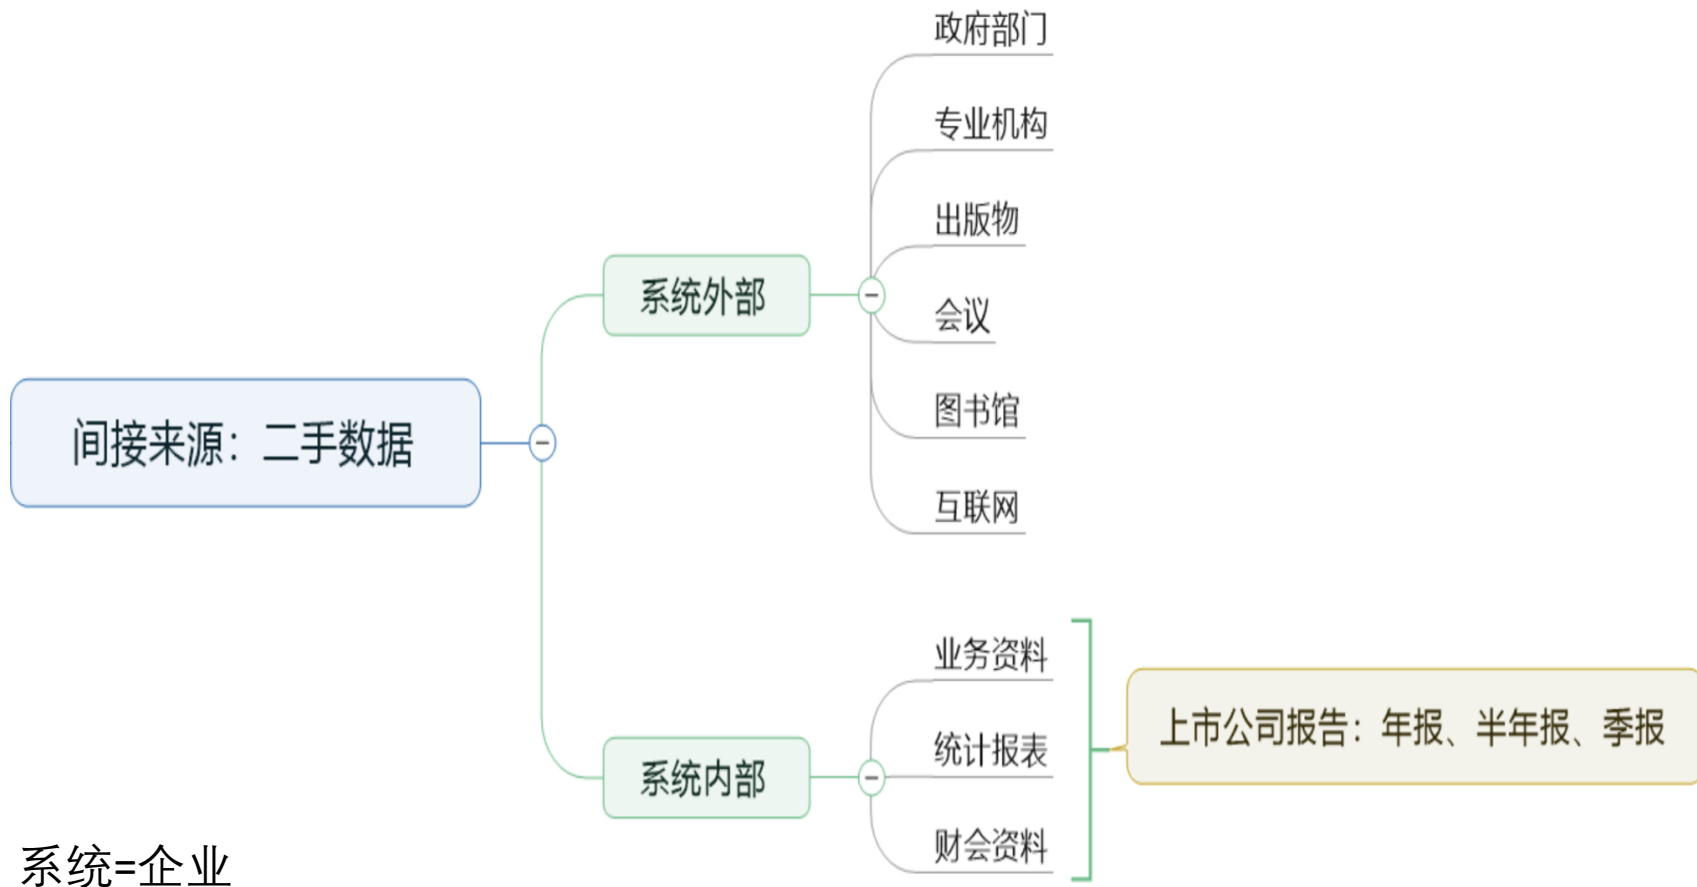 间接来源：二手数据
系统外部
政府部门
专业机构
出版物
会议
图书馆
互联网
系统内部
业务资料
统计报表
财会资料
上市公司报告：年报、半年报、季报
系统=企业